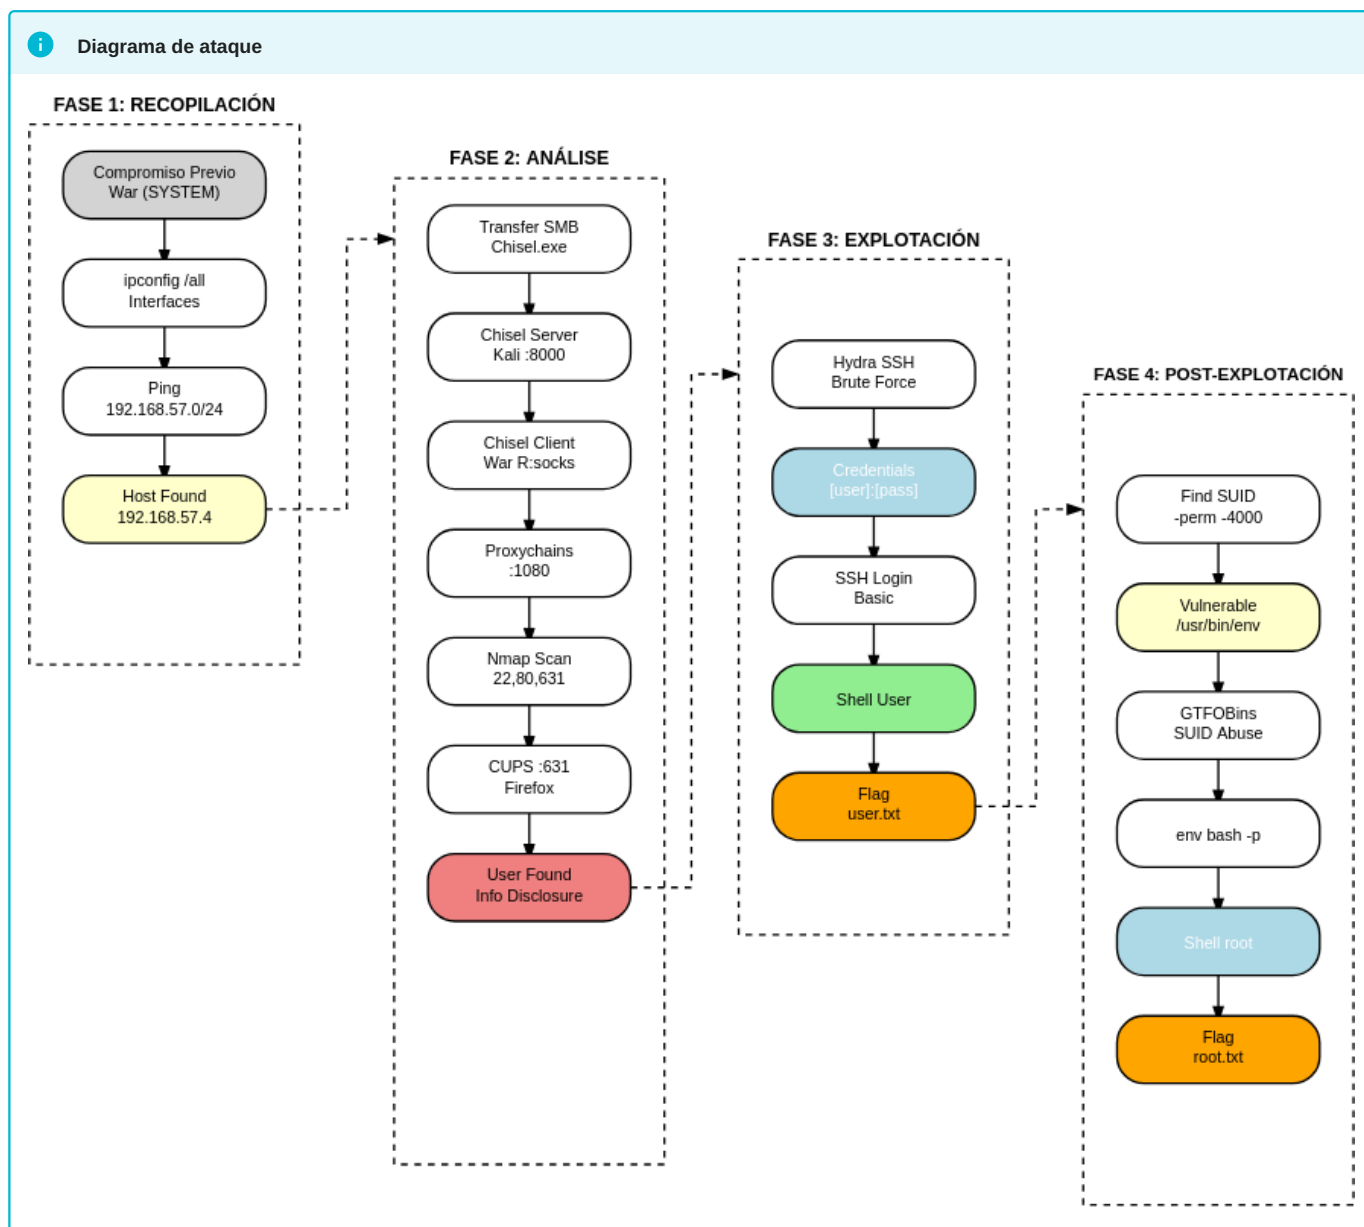 Diagrama de ataque
FASE 1: RECOPILACIÓN
Compromiso Previo
War (SYSTEM)
ipconfig /all
Interfaces
Ping
192.168.57.0/24
Host Found
192.168.57.4
FASE 2: ANÁLISE
Transfer SMB
Chisel.exe
Chisel Server
Kali :8000
Chisel Client
War R:socks
Proxychains
:1080
Nmap Scan
22,80,631
CUPS :631
Firefox
User Found
Info Disclosure
FASE 3: EXPLOTACIÓN
Hydra SSH
Brute Force
Credentials
[user]:[pass]
SSH Login
Basic
Shell User
Flag
user.txt
FASE 4: POST-EXPLOTACIÓN
Find SUID
-perm -4000
Vulnerable
/usr/bin/env
GTFOBins
SUID Abuse
env bash -p
Shell root
Flag
root.txt